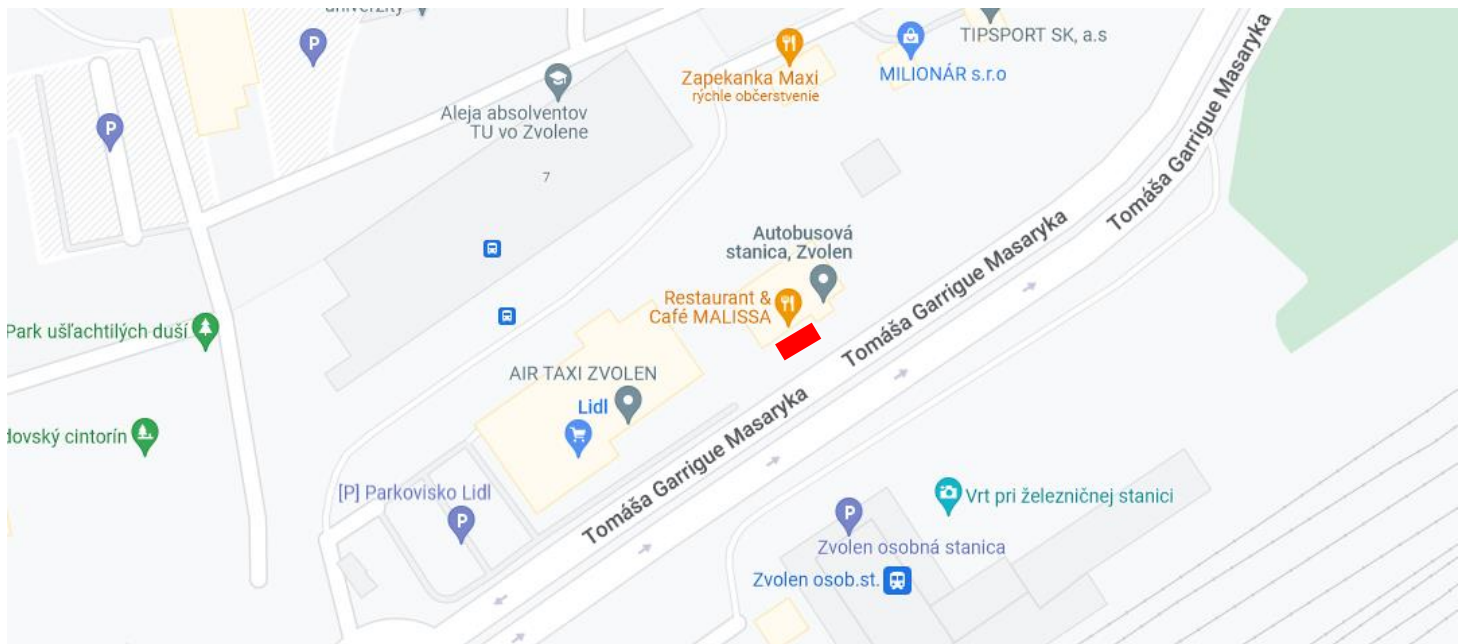 univerzity
P
TIPSPORT SK, a.s
MILIONÁR s.r.o
Zapekanka Maxi
rýchle občerstvenie
Aleja absolventov
TU vo Zvolene
P
7
Tomáša Garrigue Masaryka
Tomáša Garrigue Masaryka
Autobusová
stanica, Zvolen
Restaurant &
Café MALISSA
Park ušľachtilých duší
Tomáša Garrigue Masaryka
AIR TAXI ZVOLEN
Lidl
dovský cintorín
Tomáša Garrigue Masaryka
[P] Parkovisko Lidl
P
Vrt pri železničnej stanici
P
Zvolen osobná stanica
Zvolen osob.st.